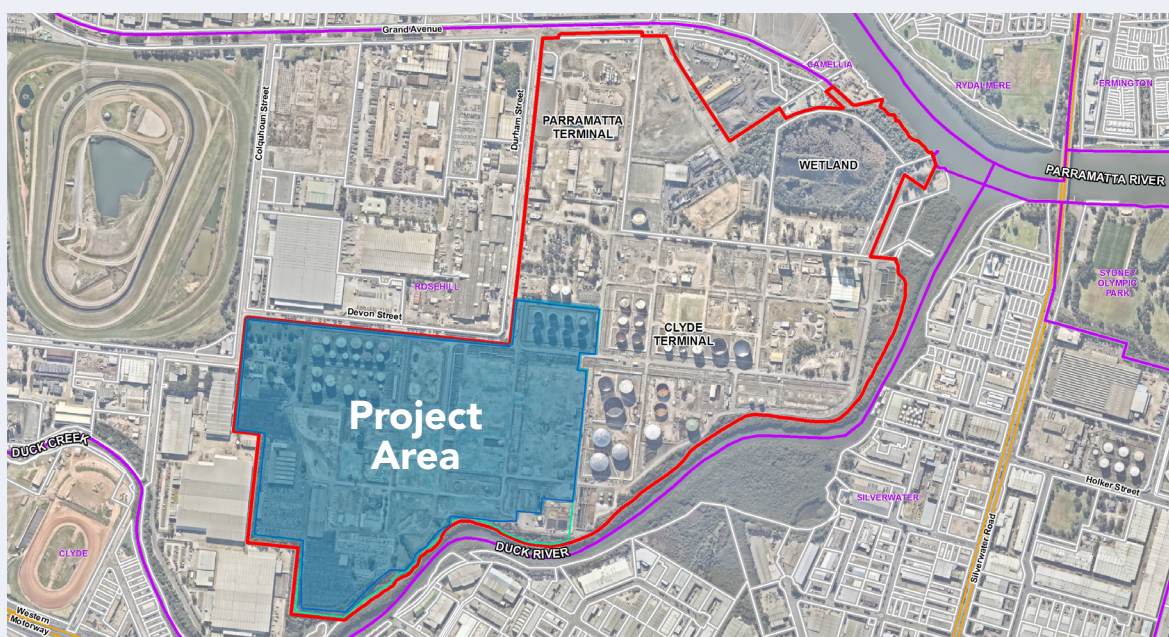 Grand Avenue
CAMELLIA
RYDALMERE
ERMINGTON
Colquhoun Street
Durham Street
PARRAMATTA
TERMINAL
WETLAND
PARRAMATTA RIVER
ROSEHILL
SYDNEY
OLYMPIC
PARK
Devon Street
CLYDE
TERMINAL
Project
Area
DUCK CREEK
Holker Street
SILVERWATER
Silverwater Road
DUCK RIVER
CLYDE
Western
Motorway